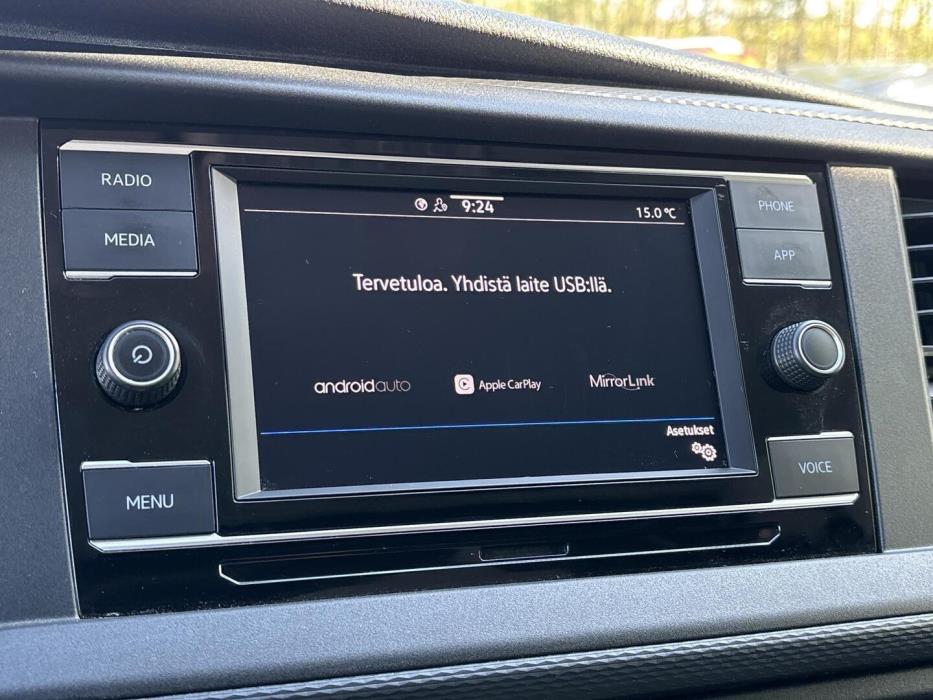 RADIO
MEDIA
MENU
9:24
15.0 °C
Tervetuloa. Yhdistä laite USB:llä.
androidauto
Apple CarPlay
MirrorLink
Asetukset
PHONE
APP
VOICE